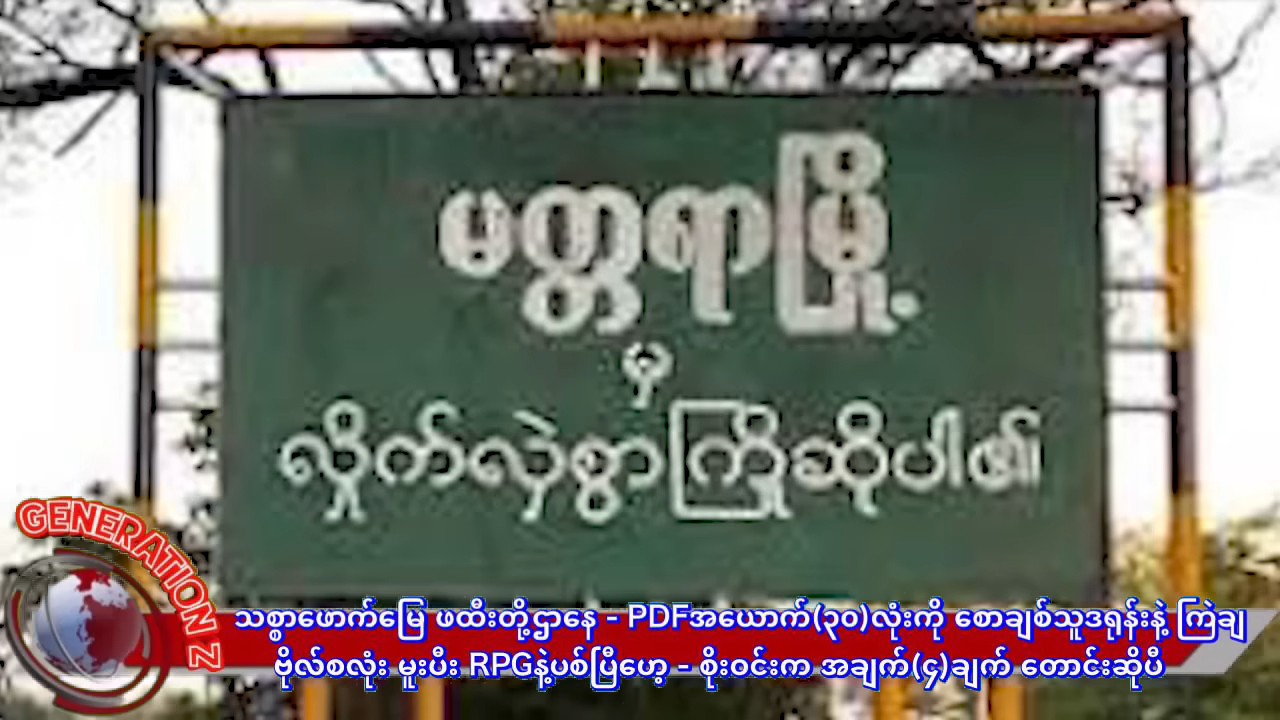 မတ္တရာမြို့
မှ
လှိုက်လှဲစွာကြိုဆိုပါ၏
GENERATION Z
သစ္စာဖောက်မြေ ဖထီးတို့ဌာနေ - PDFအယောက်(၃၀)လုံးကို စောချစ်သူဒရုန်းနဲ့ ကြဲချ
ဗိုလ်စလုံး မူးပီး RPGနဲ့ပစ်ပြီဟေ့ - စိုးဝင်းက အချက်(၄)ချက် တောင်းဆိုပီ